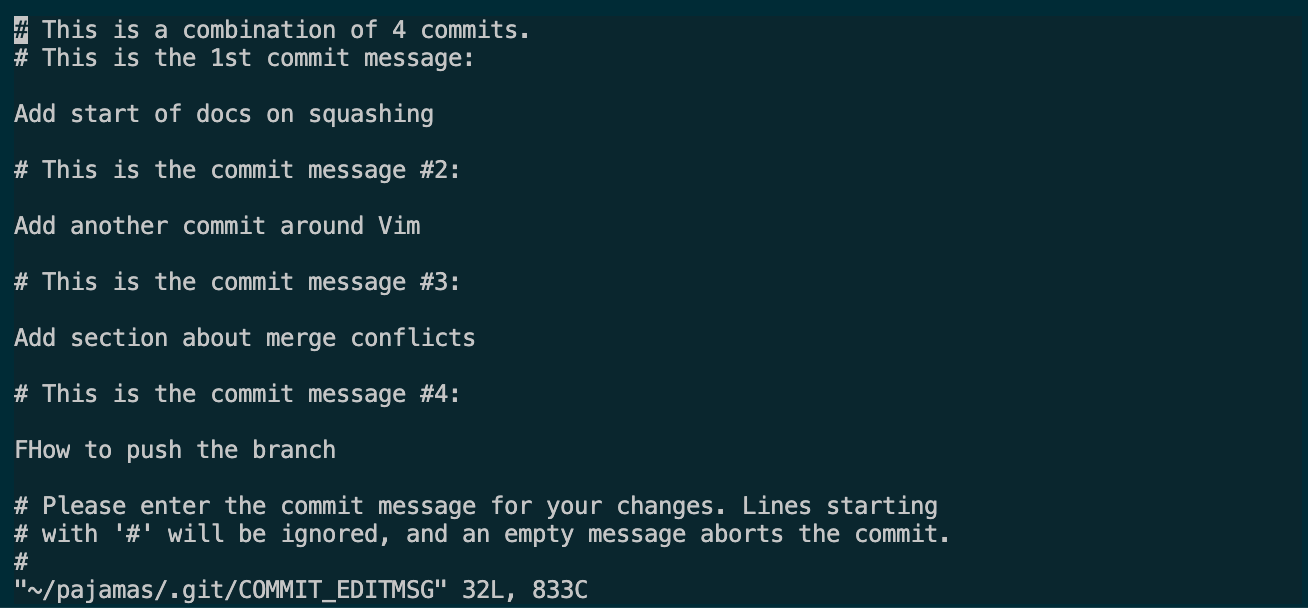 # This is a combination of 4 commits.
# This is the 1st commit message:
Add start of docs on squashing
# This is the commit message #2:
Add another commit around Vim
# This is the commit message #3:
Add section about merge conflicts
# This is the commit message #4:
FHow to push the branch
# Please enter the commit message for your changes. Lines starting
# with '#' will be ignored, and an empty message aborts the commit.
#
"~/pajamas/.git/COMMIT_EDITMSG" 32L, 833C